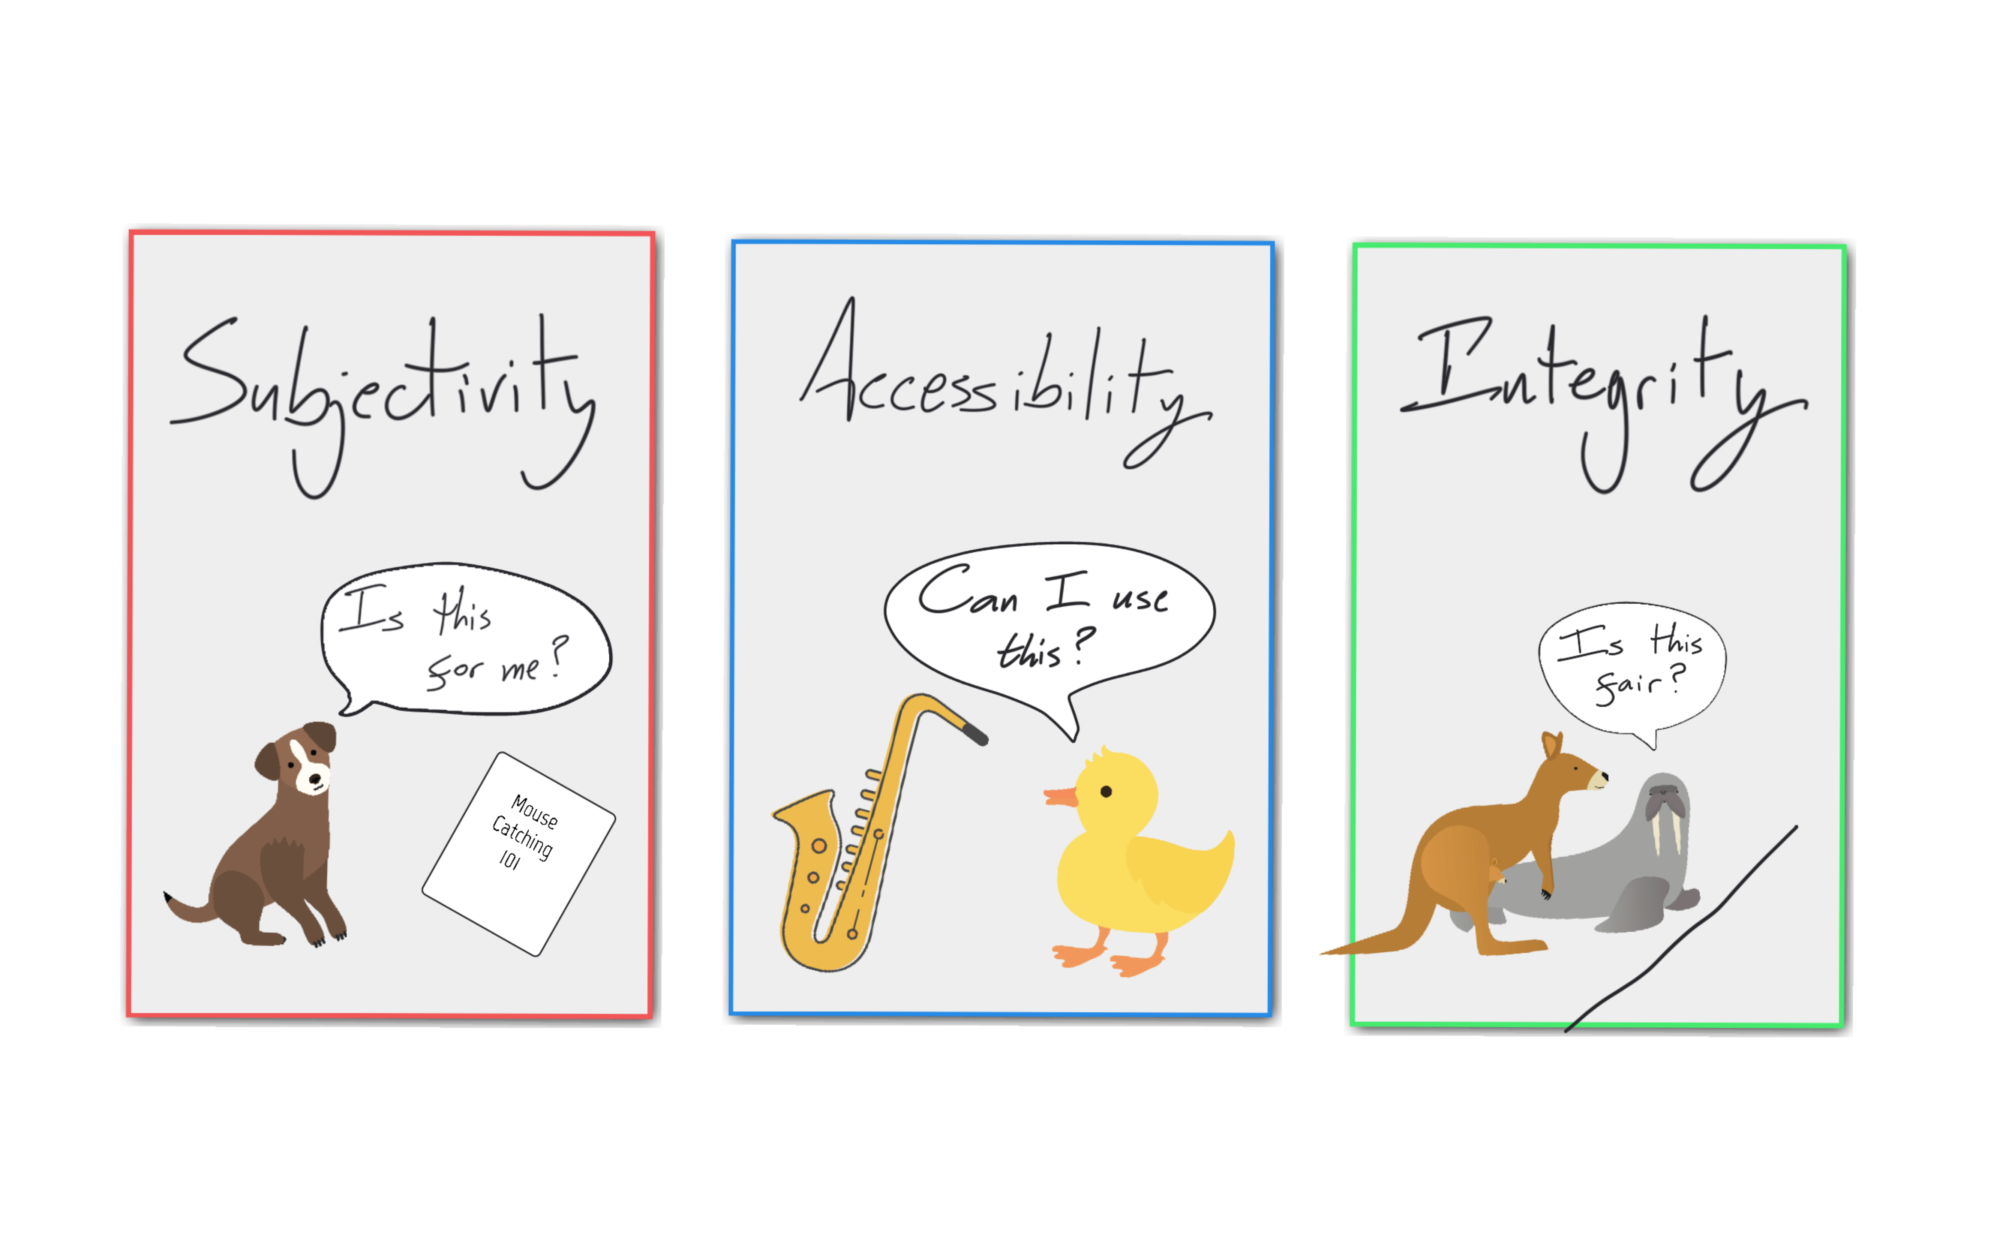 Subjectivity
Is this
for me?
Mouse
Catching
101
Accessibility
Can I use
this?
Integrity
Is this
fair?